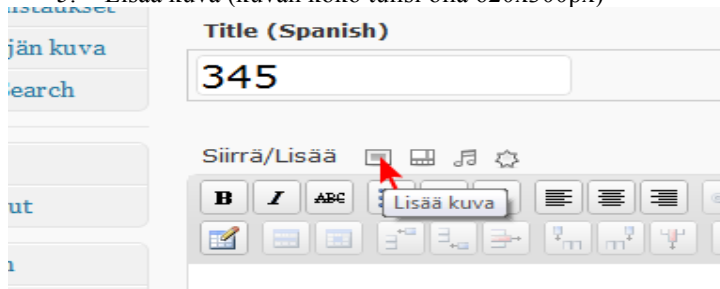 Lisää kuva (kuvan koko tulisi olla 620x300px)
Title (Spanish)
jän kuva
345
Search
Siirrä/Lisää
B I ABC
Lisää kuva
ut